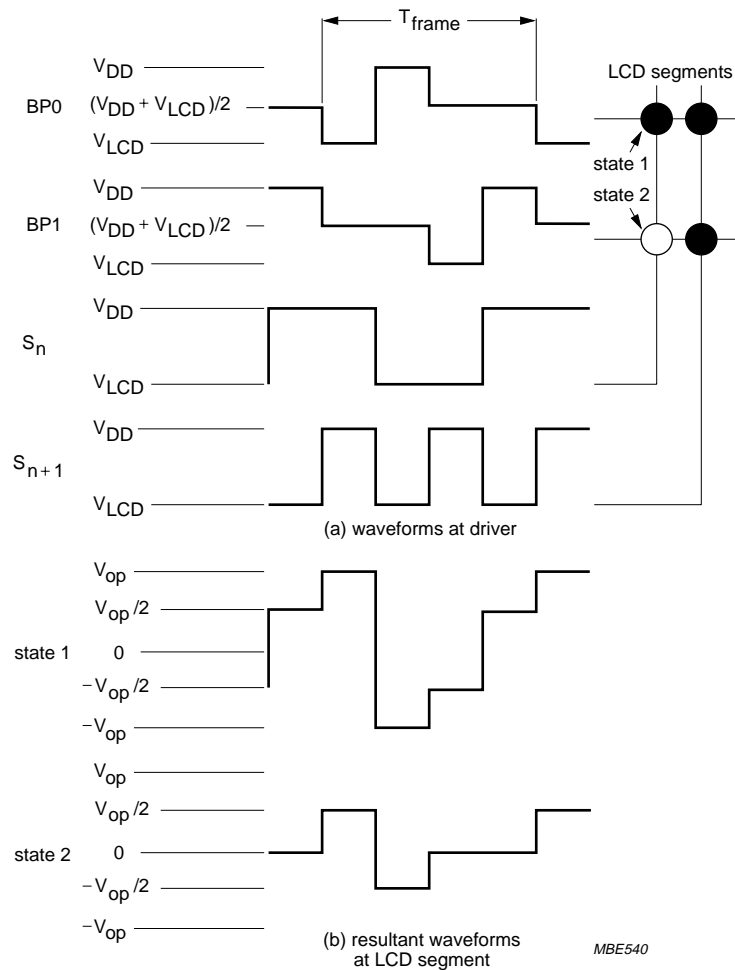 T frame
V DD
BP0 (V DD + V LCD)/2
V LCD
LCD segments
state 1
V DD
BP1 (V DD + V LCD)/2
V LCD
state 2
V DD
S n
V LCD
V DD
S n + 1
V LCD
(a) waveforms at driver
V op
V op /2
state 1 0
−V op /2
−V op
V op
V op /2
state 2 0
−V op /2
−V op
(b) resultant waveforms
at LCD segment
MBE540